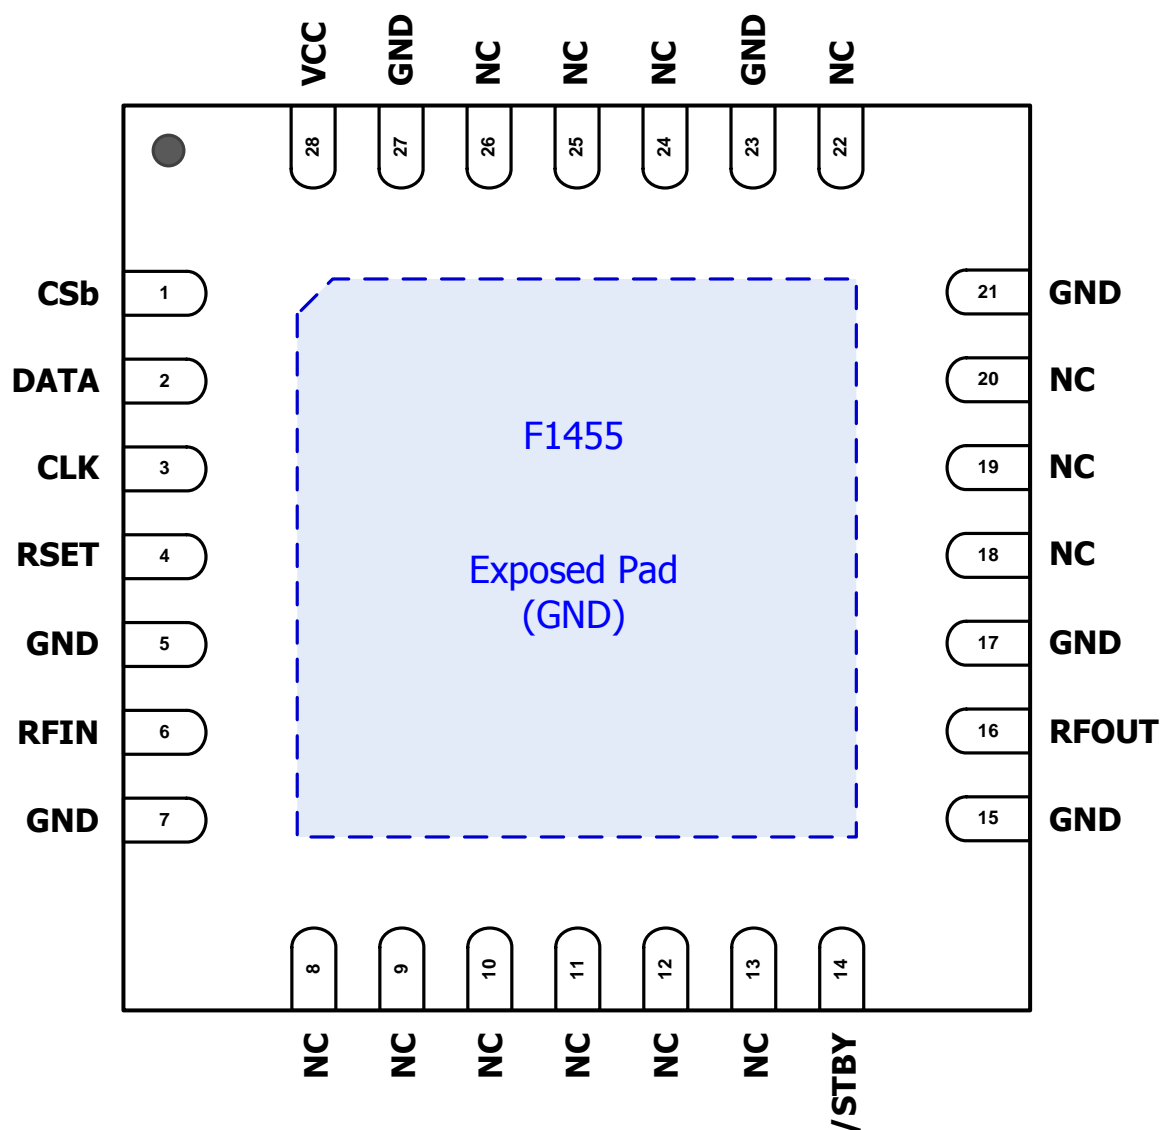 VCC GND NC NC NC GND NC
28 27 26 25 24 23 22
CSb 1 21 GND
DATA 2 20 NC
CLK 3 19 NC
RSET 4 18 NC
GND 5 17 GND
RFIN 6 16 RFOUT
GND 7 15 GND
F1455
Exposed Pad
(GND)
8 9 10 11 12 13 14
NC NC NC NC NC NC /STBY